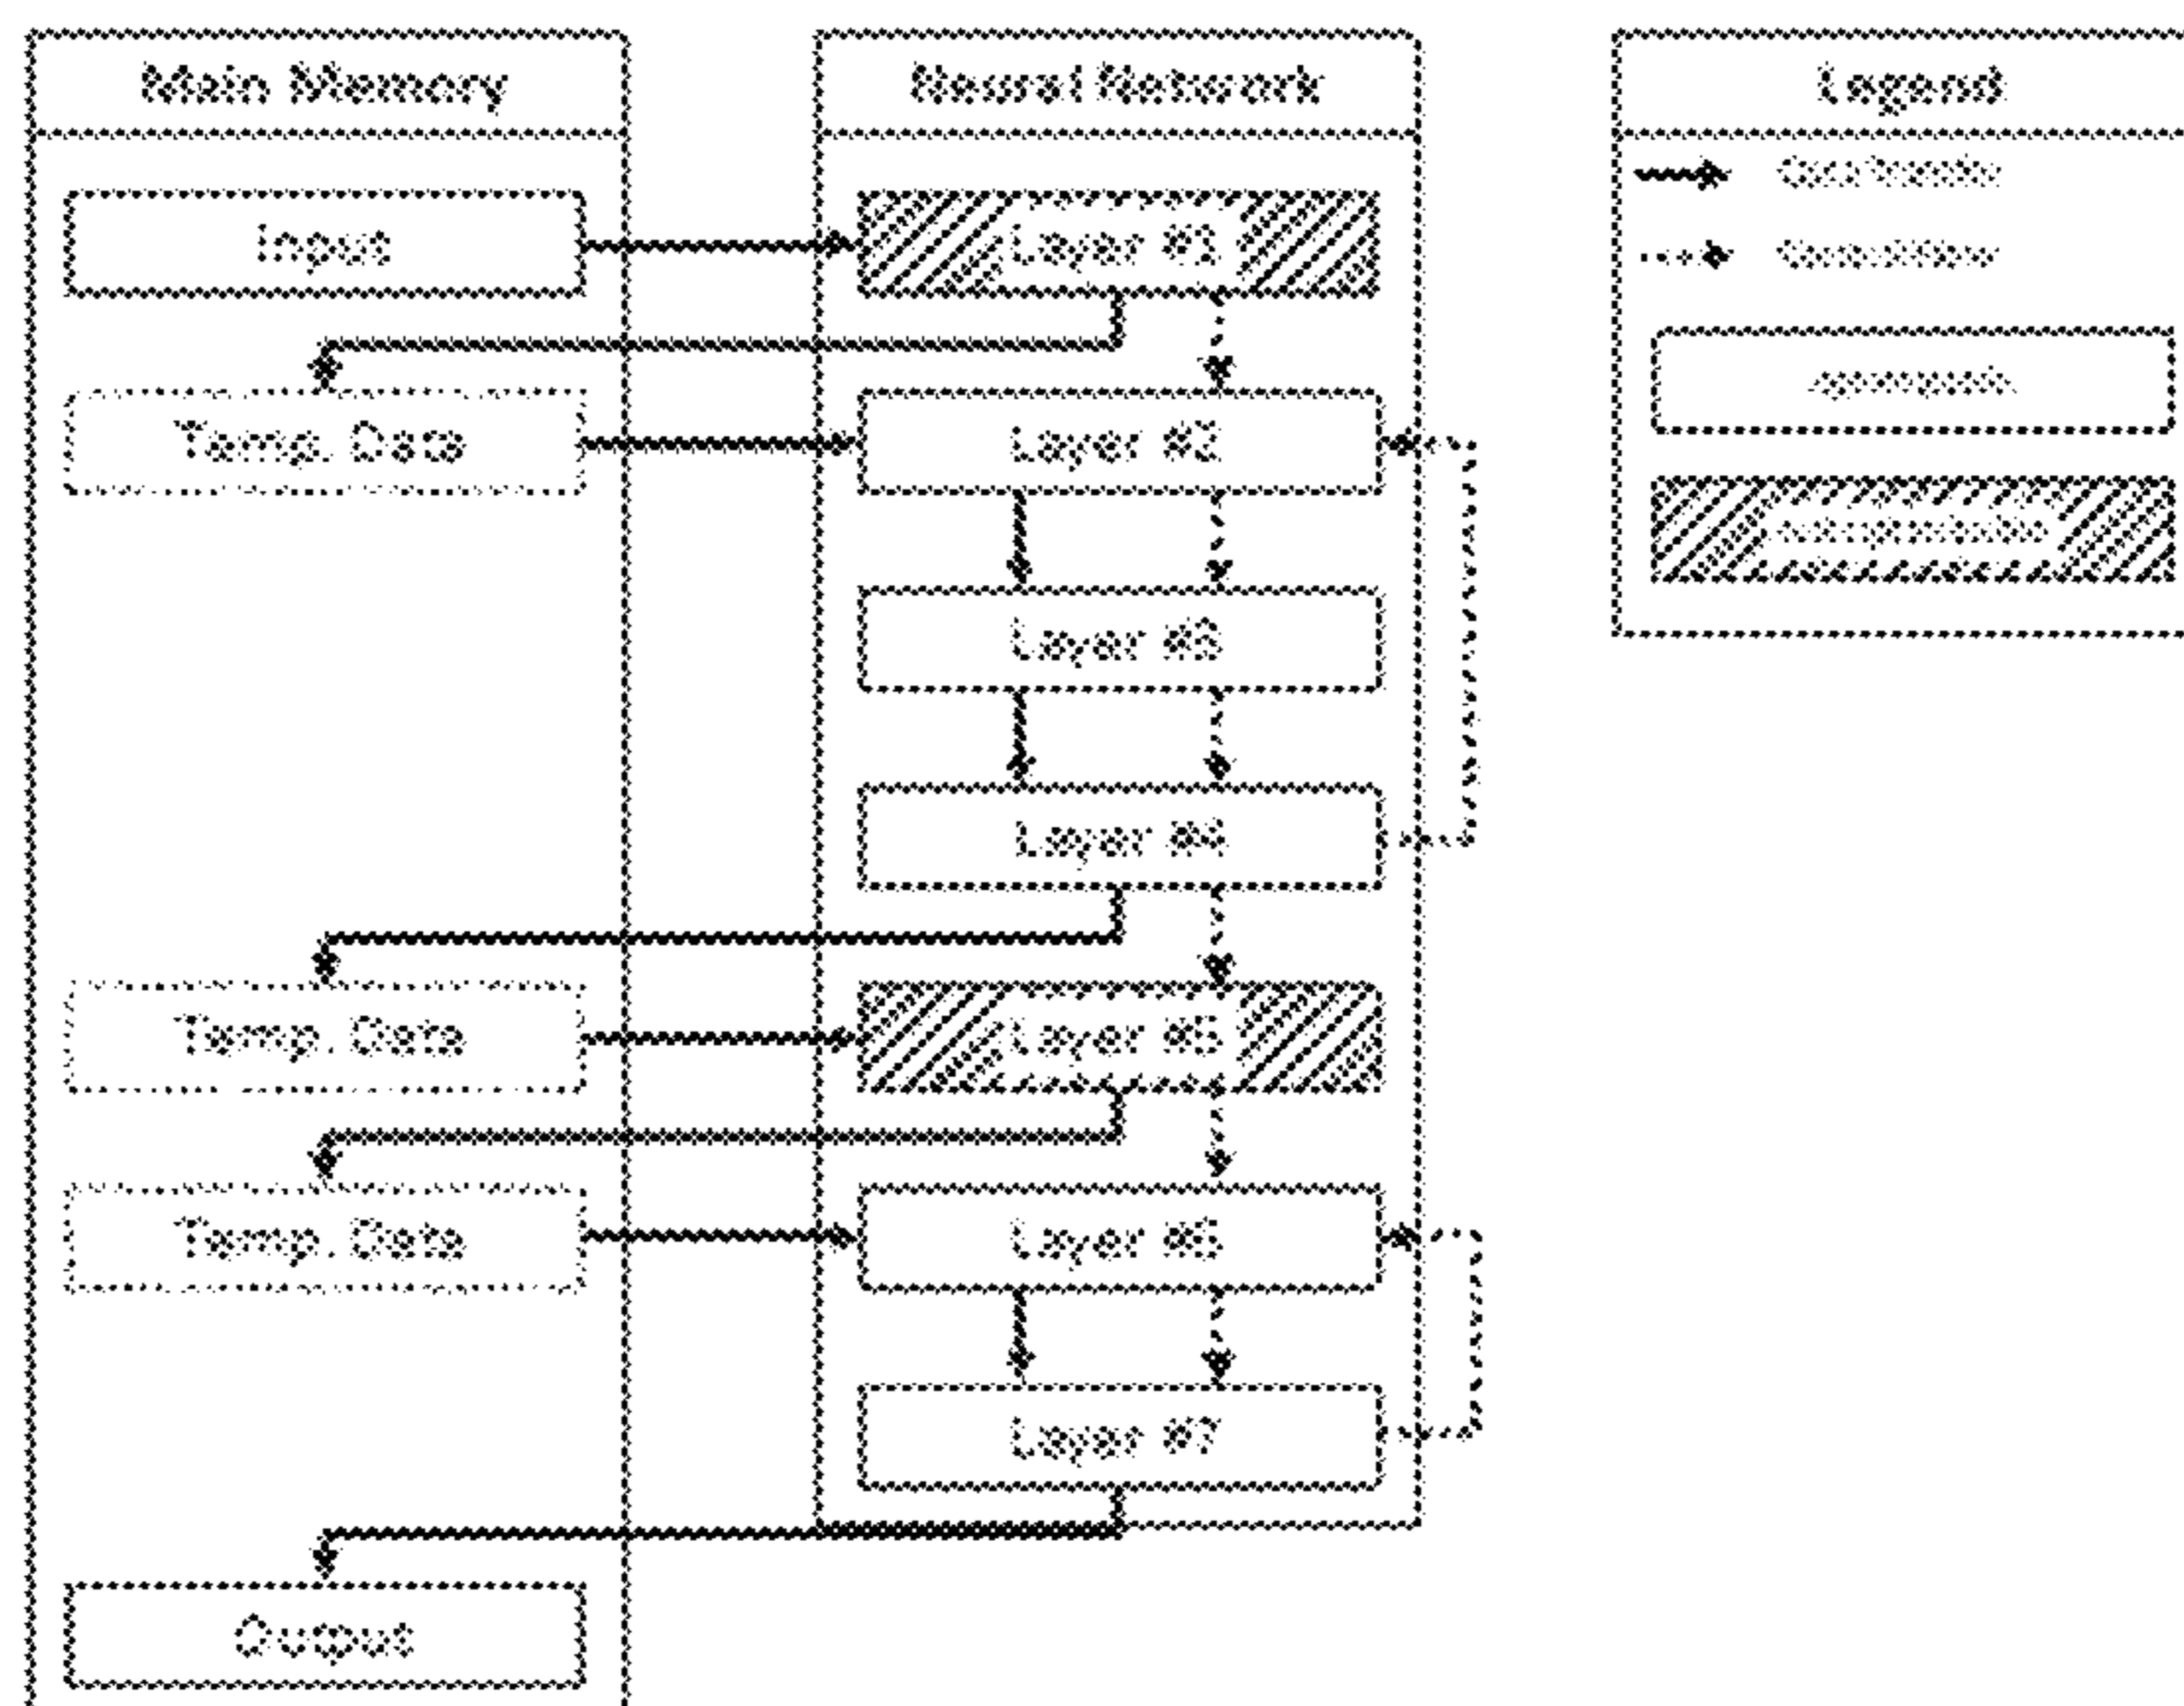 Main Memory
Neural Network
Legend
Input
Layer #1
Temp. Data
Layer #2
Layer #3
Layer #4
Temp. Data
Layer #5
Temp. Data
Layer #6
Layer #7
Output